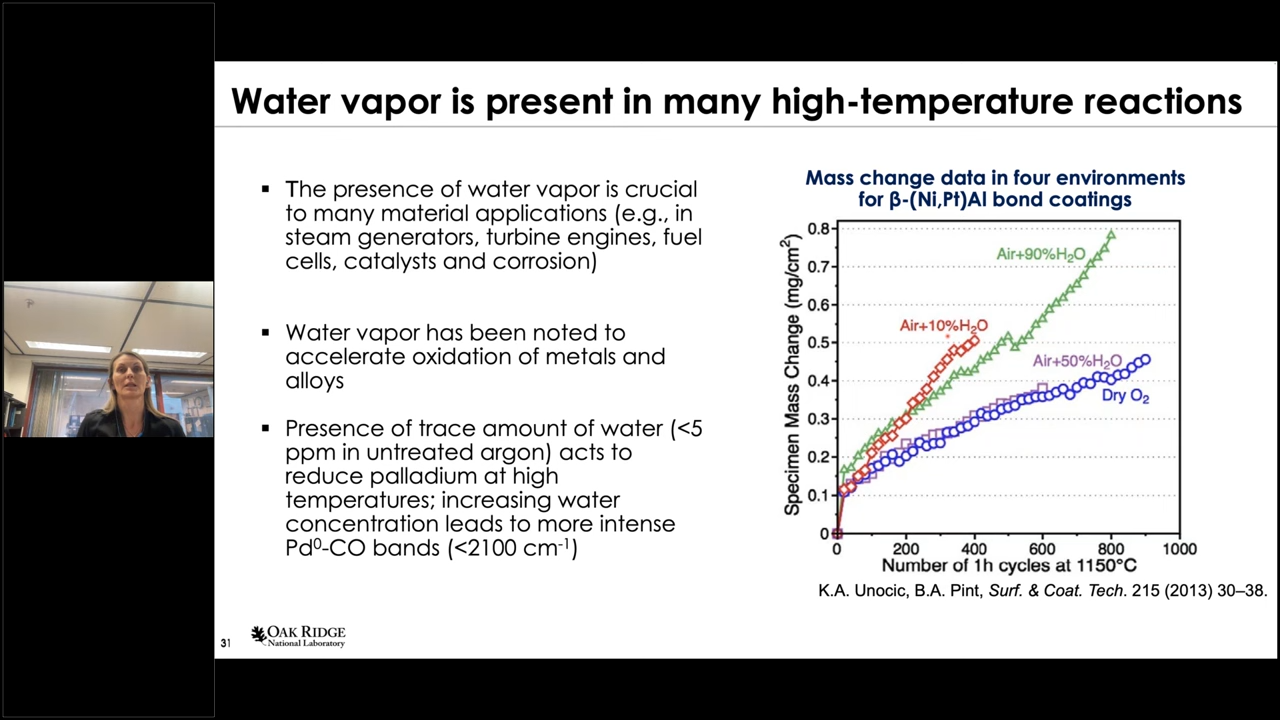 Water vapor is present in many high-temperature reactions
▪ The presence of water vapor is crucial
to many material applications (e.g., in
steam generators, turbine engines, fuel
cells, catalysts and corrosion)
▪ Water vapor has been noted to
accelerate oxidation of metals and
alloys
▪ Presence of trace amount of water (<5
ppm in untreated argon) acts to
reduce palladium at high
temperatures; increasing water
concentration leads to more intense
Pd⁰-CO bands (<2100 cm⁻¹)
Mass change data in four environments
for β-(Ni,Pt)Al bond coatings
Specimen Mass Change (mg/cm²)
0.8
0.7
0.6
0.5
0.4
0.3
0.2
0.1
0
Air+90%H₂O
Air+10%H₂O
Air+50%H₂O
Dry O₂
0 200 400 600 800 1000
Number of 1h cycles at 1150°C
K.A. Unocic, B.A. Pint, Surf. & Coat. Tech. 215 (2013) 30–38.
31
OAK RIDGE
National Laboratory